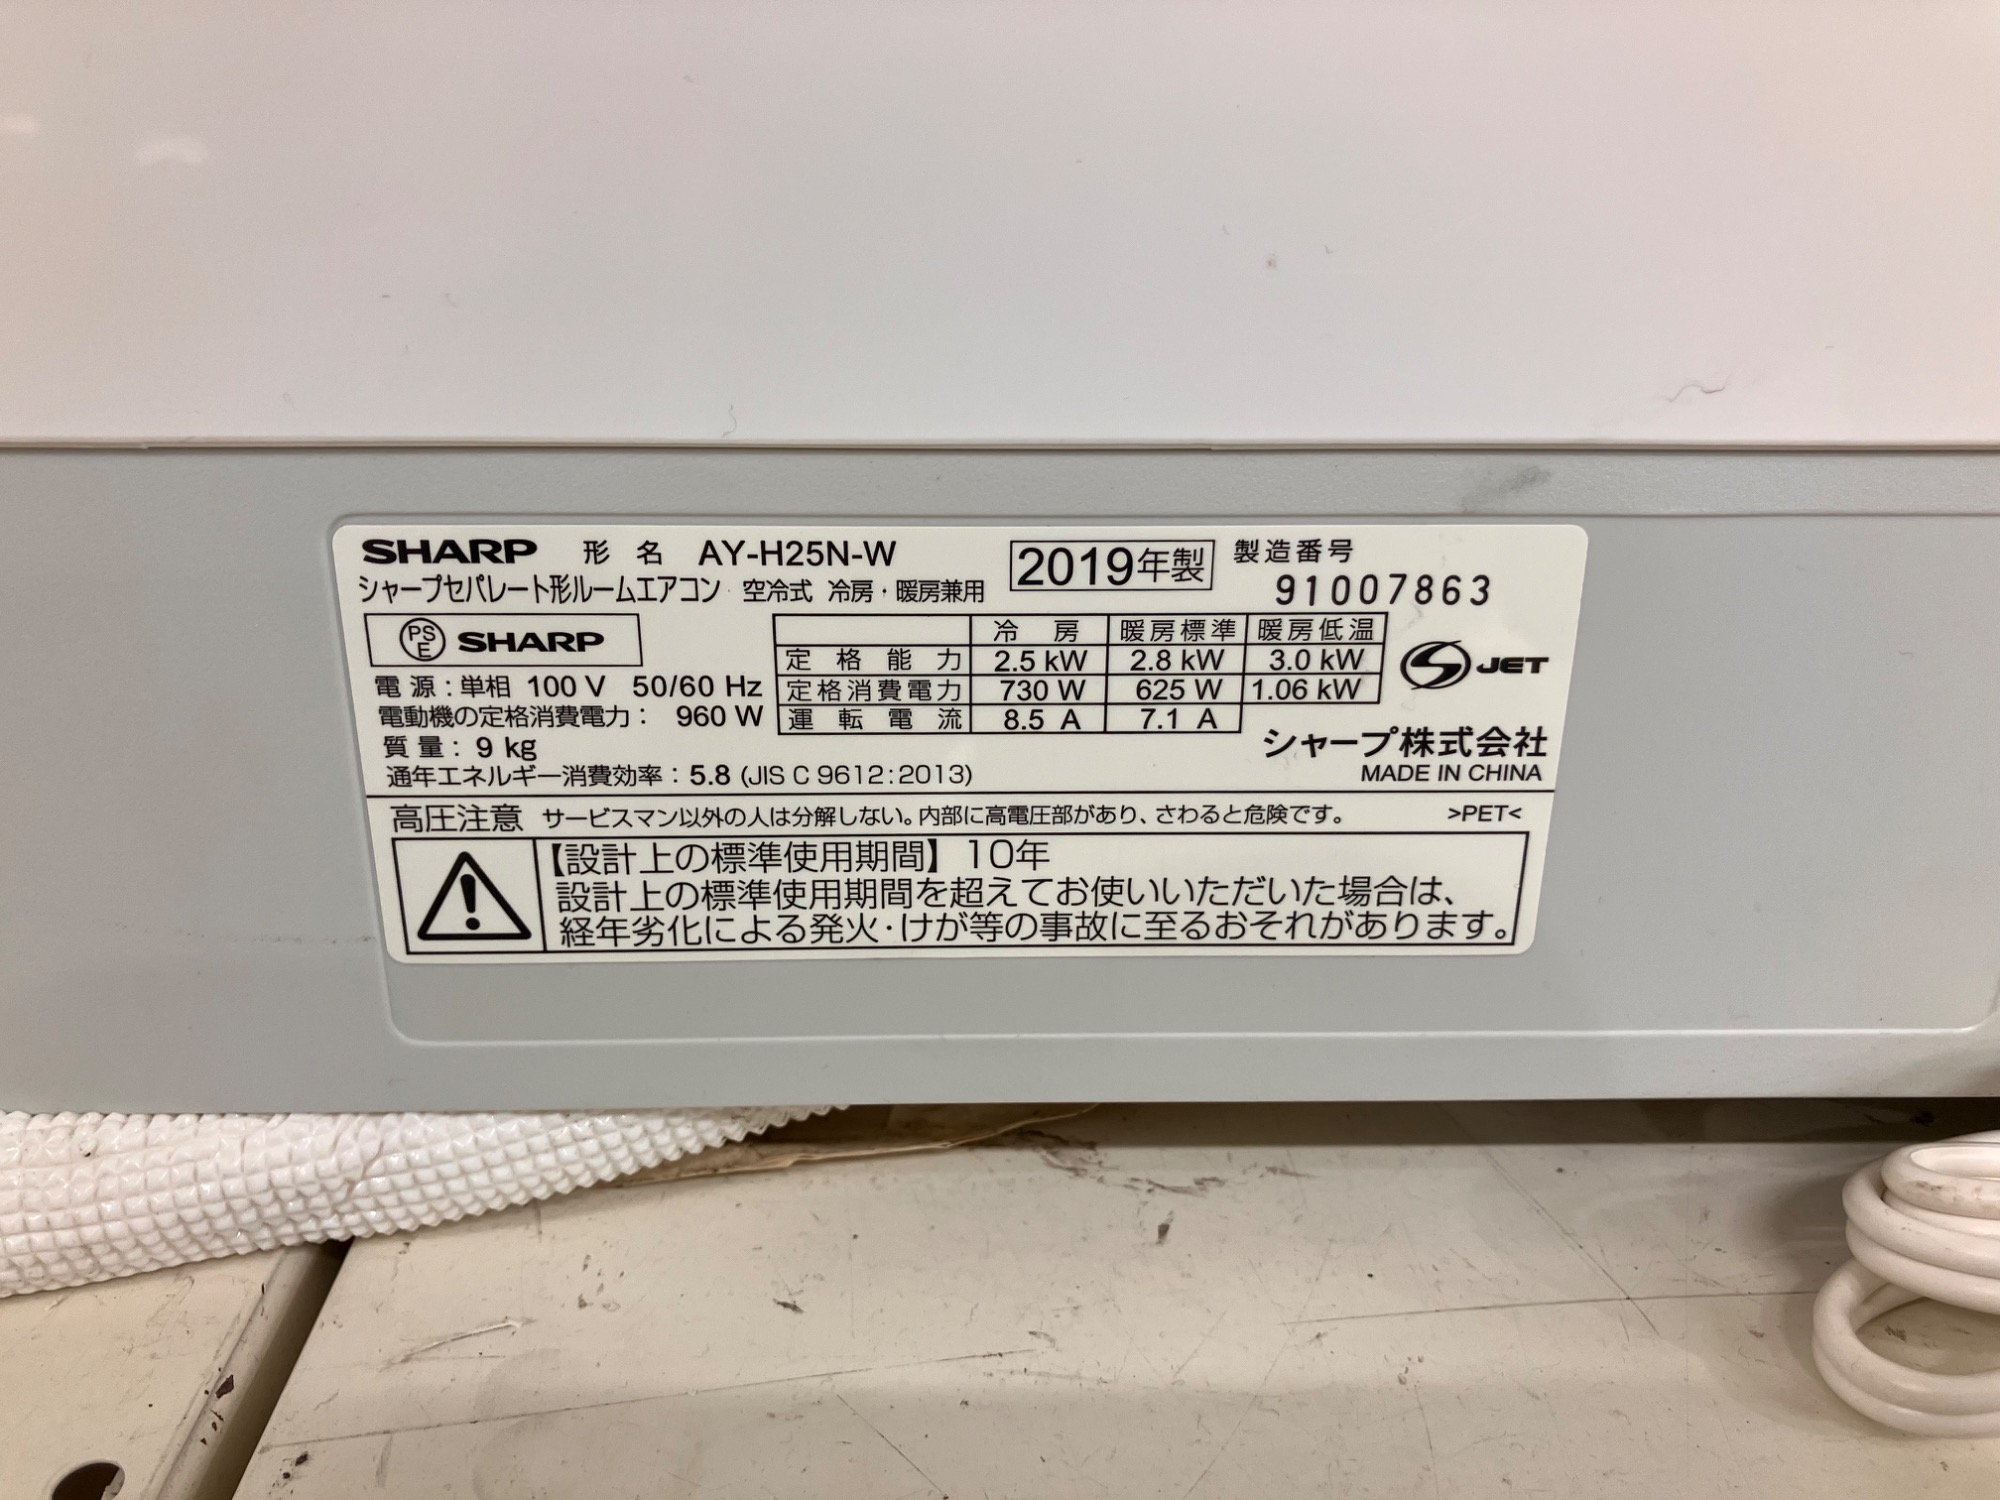 SHARP 形名 AY-H25N-W 2019年製 製造番号
シャープセパレート形ルームエアコン 空冷式 冷房・暖房兼用 91007863
PSE SHARP
電源:単相 100 V 50/60 Hz
電動機の定格消費電力: 960 W
質量: 9 kg
通年エネルギー消費効率: 5.8 (JIS C 9612:2013)
冷房 暖房標準 暖房低温
定格能力 2.5 kW 2.8 kW 3.0 kW
定格消費電力 730 W 625 W 1.06 kW
運転電流 8.5 A 7.1 A
S JET
シャープ株式会社
MADE IN CHINA
高圧注意 サービスマン以外の人は分解しない。内部に高電圧部があり、さわると危険です。 >PET<
【設計上の標準使用期間】10年
設計上の標準使用期間を超えてお使いいただいた場合は、
経年劣化による発火・けが等の事故に至るおそれがあります。